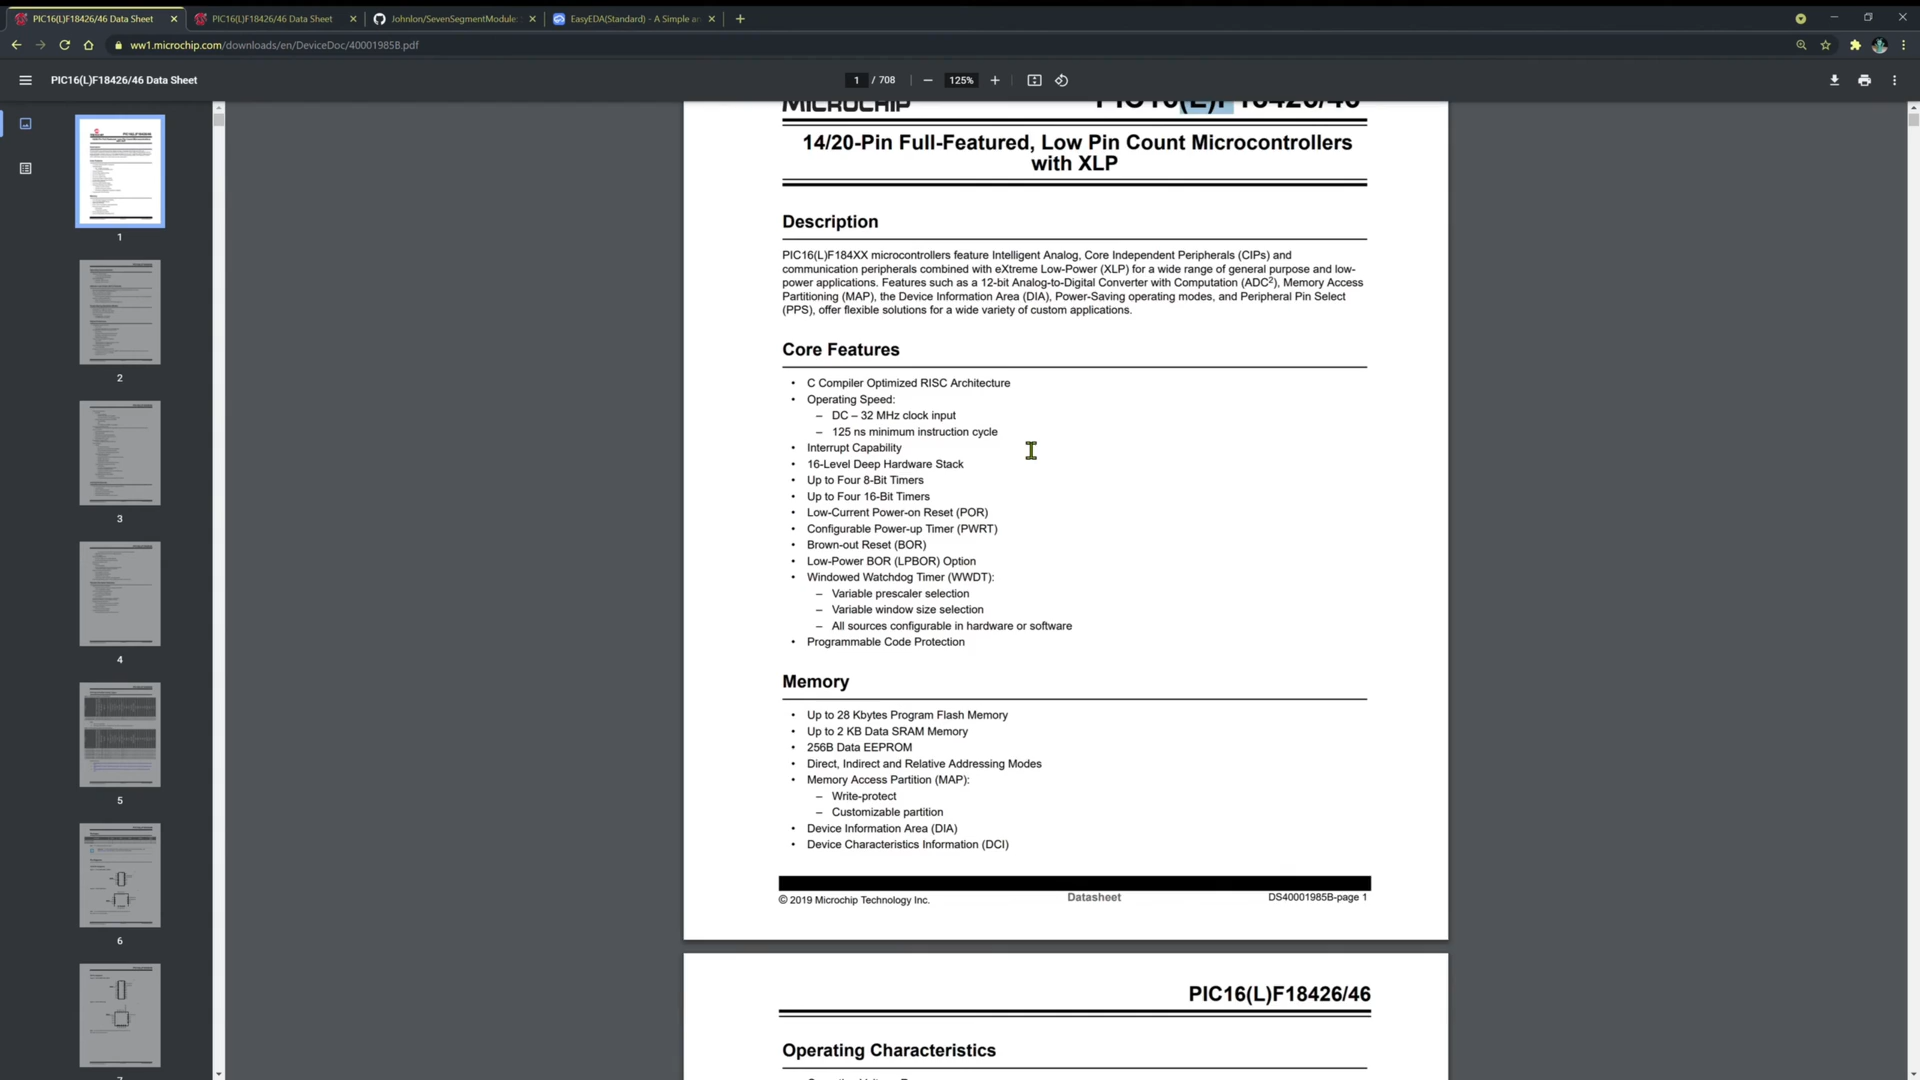 PIC16(L)F18426/46 Data Sheet
PIC16(L)F18426/46 Data Sheet
Johnlon/SevenSegmentModule:
EasyEDA(Standard) - A Simple an
ww1.microchip.com/downloads/en/DeviceDoc/40001985B.pdf
PIC16(L)F18426/46 Data Sheet
1 / 708
125%
MICROCHIP
PIC16(L)F18426/46
14/20-Pin Full-Featured, Low Pin Count Microcontrollers
with XLP
Description
PIC16(L)F184XX microcontrollers feature Intelligent Analog, Core Independent Peripherals (CIPs) and
communication peripherals combined with eXtreme Low-Power (XLP) for a wide range of general purpose and low-
power applications. Features such as a 12-bit Analog-to-Digital Converter with Computation (ADC²), Memory Access
Partitioning (MAP), the Device Information Area (DIA), Power-Saving operating modes, and Peripheral Pin Select
(PPS), offer flexible solutions for a wide variety of custom applications.
Core Features
• C Compiler Optimized RISC Architecture
• Operating Speed:
– DC – 32 MHz clock input
– 125 ns minimum instruction cycle
• Interrupt Capability
• 16-Level Deep Hardware Stack
• Up to Four 8-Bit Timers
• Up to Four 16-Bit Timers
• Low-Current Power-on Reset (POR)
• Configurable Power-up Timer (PWRT)
• Brown-out Reset (BOR)
• Low-Power BOR (LPBOR) Option
• Windowed Watchdog Timer (WWDT):
– Variable prescaler selection
– Variable window size selection
– All sources configurable in hardware or software
• Programmable Code Protection
Memory
• Up to 28 Kbytes Program Flash Memory
• Up to 2 KB Data SRAM Memory
• 256B Data EEPROM
• Direct, Indirect and Relative Addressing Modes
• Memory Access Partition (MAP):
– Write-protect
– Customizable partition
• Device Information Area (DIA)
• Device Characteristics Information (DCI)
© 2019 Microchip Technology Inc.
Datasheet
DS40001985B-page 1
PIC16(L)F18426/46
Operating Characteristics
1
2
3
4
5
6